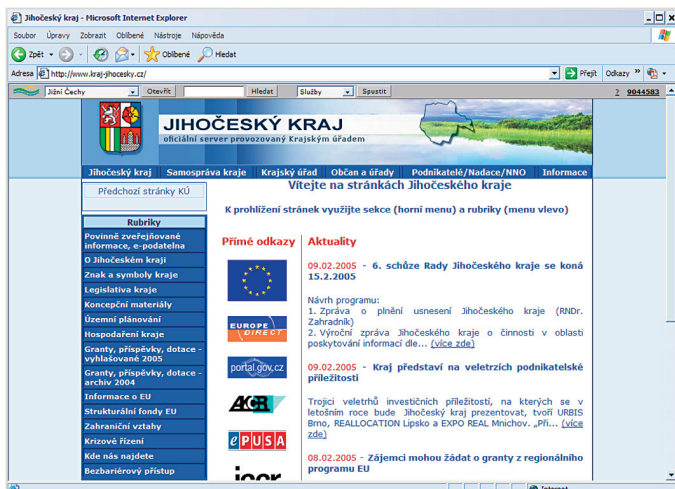 Jihočeský kraj - Microsoft Internet Explorer
Soubor Úpravy Zobrazit Oblíbené Nástroje Nápověda
Zpět Oblíbené Hledat
Adresa http://www.kraj-jihocesky.cz/ Přejít Odkazy »
Jižní Čechy Otevřít Hledat Služby Spustit ? 9044583
JIHOČESKÝ KRAJ
oficiální server provozovaný Krajským úřadem
Jihočeský kraj Samospráva kraje Krajský úřad Občan a úřady Podnikatelé/Nadace/NNO Informace
Předchozí stránky KÚ
Rubriky
Povinně zveřejňované
informace, e-podatelna
O Jihočeském kraji
Znak a symboly kraje
Legislativa kraje
Koncepční materiály
Územní plánování
Hospodaření kraje
Granty, příspěvky, dotace -
vyhlašované 2005
Granty, příspěvky, dotace -
archiv 2004
Informace o EU
Strukturální fondy EU
Zahraniční vztahy
Krizové řízení
Kde nás najdete
Bezbariérový přístup
Vítejte na stránkách Jihočeského kraje
K prohlížení stránek využijte sekce (horní menu) a rubriky (menu vlevo)
Přímé odkazy
EUROPE
DIRECT
portal.gov.cz
AKČR
ePUSA
Aktuality
09.02.2005 - 6. schůze Rady Jihočeského kraje se koná
15.2.2005
Návrh programu:
1. Zpráva o plnění usnesení Jihočeského kraje (RNDr.
Zahradník)
2. Výroční zpráva Jihočeského kraje o činnosti v oblasti
poskytování informací dle... (více zde)
09.02.2005 - Kraj představí na veletrzích podnikatelské
příležitosti
Trojici veletrhů investičních příležitostí, na kterých se v
letošním roce bude Jihočeský kraj prezentovat, tvoří URBIS
Brno, REALLOCATION Lipsko a EXPO REAL Mnichov. „Při... (více
zde)
08.02.2005 - Zájemci mohou žádat o granty z regionálního
programu EU
Internet